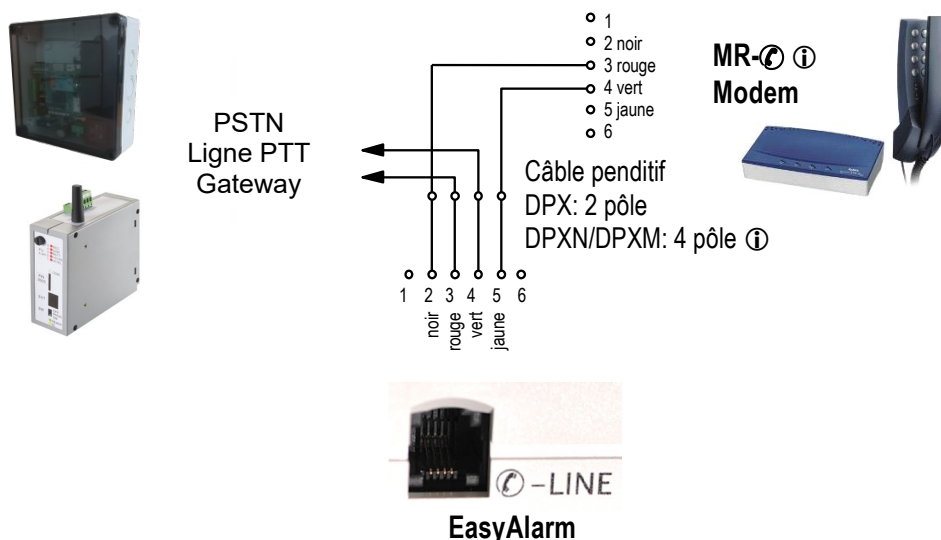 1
2 noir
3 rouge
4 vert
5 jaune
6
MR-✆ ⓘ
Modem
PSTN
Ligne PTT
Gateway
Câble penditif
DPX: 2 pôle
DPXN/DPXM: 4 pôle ⓘ
1 2 3 4 5 6
noir
rouge
vert
jaune
✆-LINE
EasyAlarm